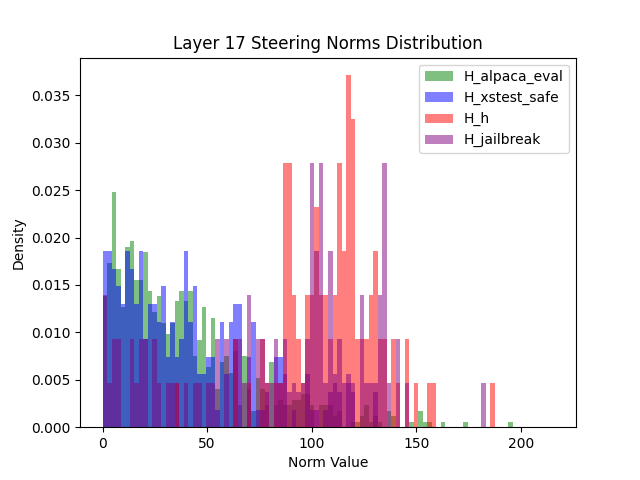 Layer 17 Steering Norms Distribution
H_alpaca_eval
H_xstest_safe
H_h
H_jailbreak
Density
0.035
0.030
0.025
0.020
0.015
0.010
0.005
0.000
0
50
100
150
200
Norm Value